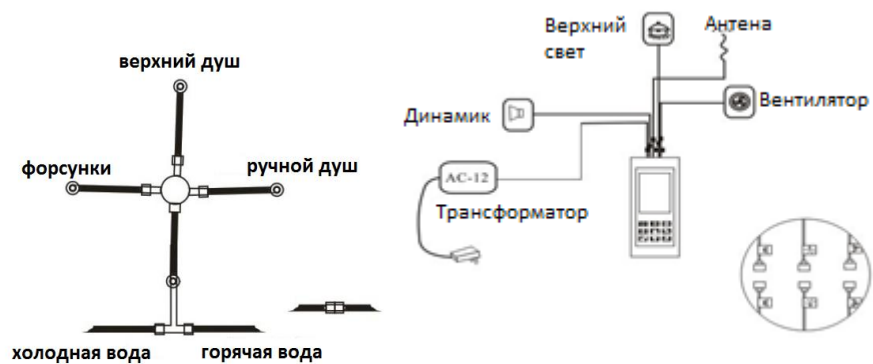 верхний душ
форсунки
ручной душ
холодная вода
горячая вода
Верхний
свет
Антена
Динамик
Вентилятор
AC-12
Трансформатор